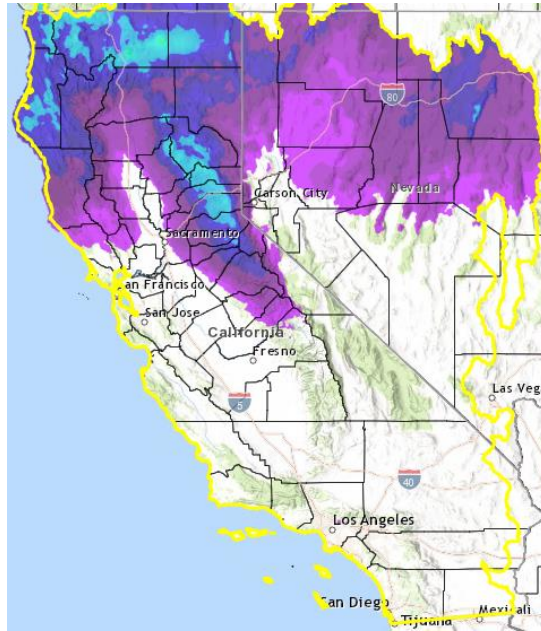 80
Carson City
Nevada
Sacramento
San Francisco
San Jose
California
Fresno
5
Las Veg
40
Los Angeles
San Diego
Tijuana
Mexicali